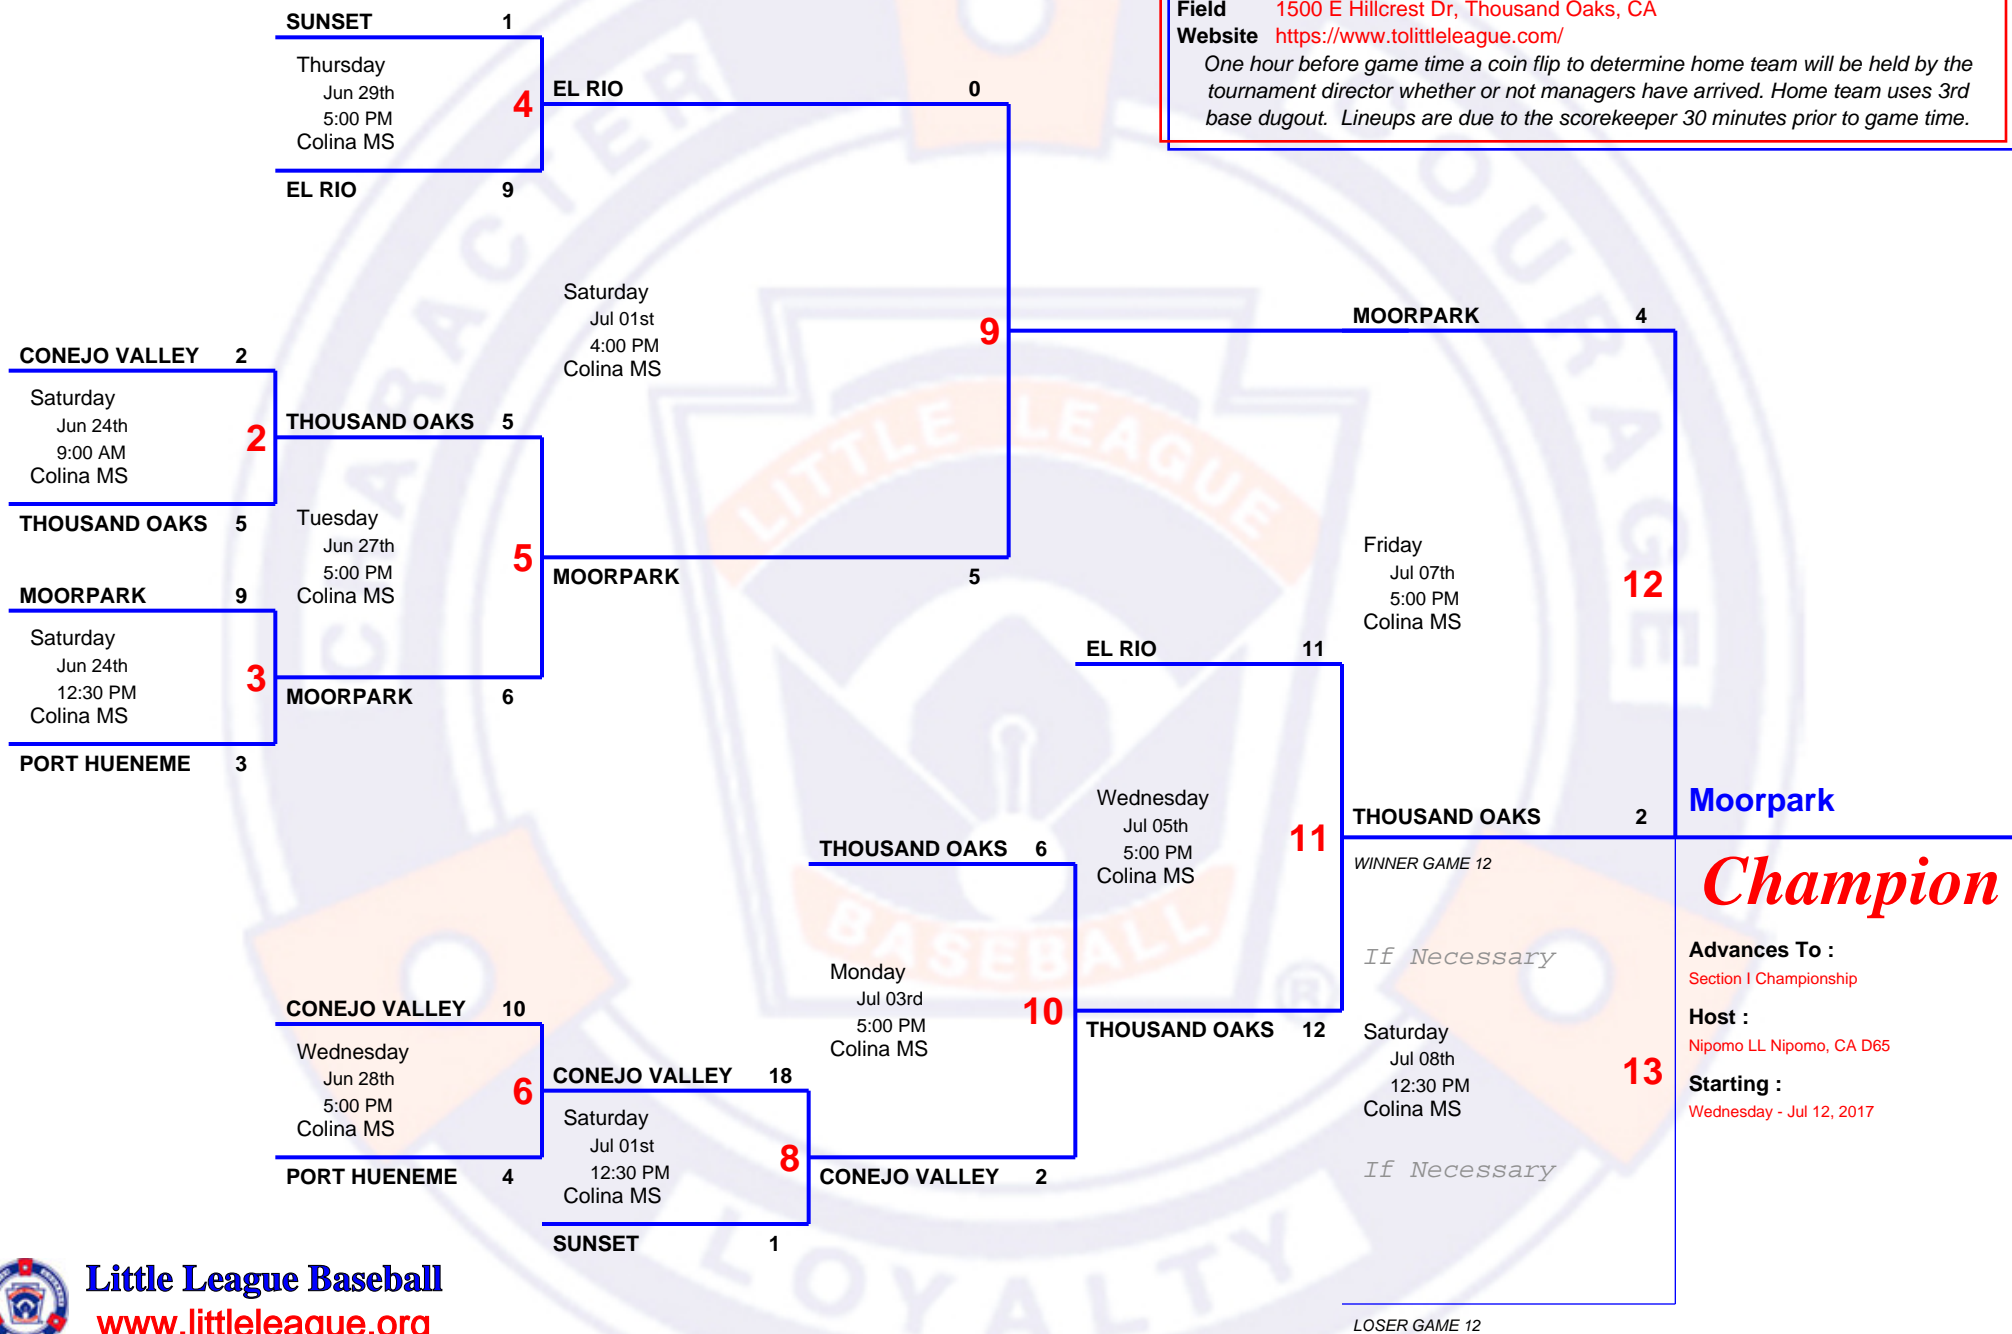 Field 1500 E Hillcrest Dr, Thousand Oaks, CA
Website https://www.tolittleleague.com/
One hour before game time a coin flip to determine home team will be held by the
tournament director whether or not managers have arrived. Home team uses 3rd
base dugout. Lineups are due to the scorekeeper 30 minutes prior to game time.
SUNSET 1
Thursday
Jun 29th
5:00 PM
Colina MS
4
EL RIO 9
EL RIO 0
Saturday
Jul 01st
4:00 PM
Colina MS
9
MOORPARK 5
CONEJO VALLEY 2
Saturday
Jun 24th
9:00 AM
Colina MS
2
THOUSAND OAKS 5
THOUSAND OAKS 5
Tuesday
Jun 27th
5:00 PM
Colina MS
5
MOORPARK 6
MOORPARK 9
Saturday
Jun 24th
12:30 PM
Colina MS
3
PORT HUENEME 3
MOORPARK 4
Friday
Jul 07th
5:00 PM
Colina MS
12
THOUSAND OAKS 2
EL RIO 11
Wednesday
Jul 05th
5:00 PM
Colina MS
11
THOUSAND OAKS 12
THOUSAND OAKS 6
Monday
Jul 03rd
5:00 PM
Colina MS
10
CONEJO VALLEY 2
CONEJO VALLEY 10
Wednesday
Jun 28th
5:00 PM
Colina MS
6
PORT HUENEME 4
CONEJO VALLEY 18
Saturday
Jul 01st
12:30 PM
Colina MS
8
SUNSET 1
WINNER GAME 12
If Necessary
Saturday
Jul 08th
12:30 PM
Colina MS
13
If Necessary
LOSER GAME 12
Moorpark
Champion
Advances To :
Section I Championship
Host :
Nipomo LL Nipomo, CA D65
Starting :
Wednesday - Jul 12, 2017
Little League Baseball
www.littleleague.org
CHARACTER
COURAGE
LOYALTY
LITTLE LEAGUE
BASEBALL
®